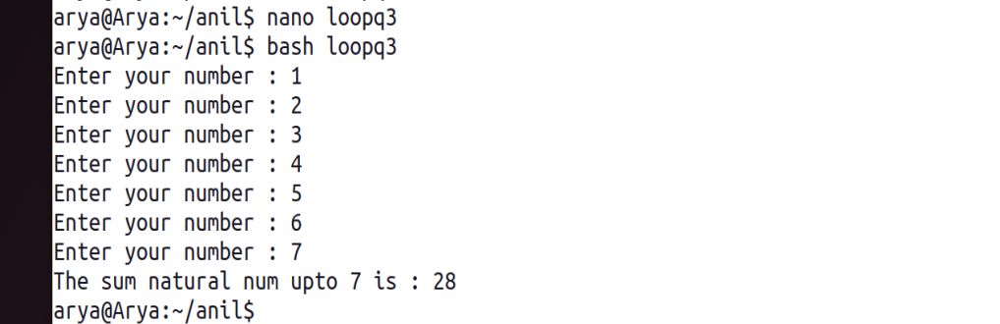 arya@Arya:~/anil$ nano loopq3
arya@Arya:~/anil$ bash loopq3
Enter your number : 1
Enter your number : 2
Enter your number : 3
Enter your number : 4
Enter your number : 5
Enter your number : 6
Enter your number : 7
The sum natural num upto 7 is : 28
arya@Arya:~/anil$